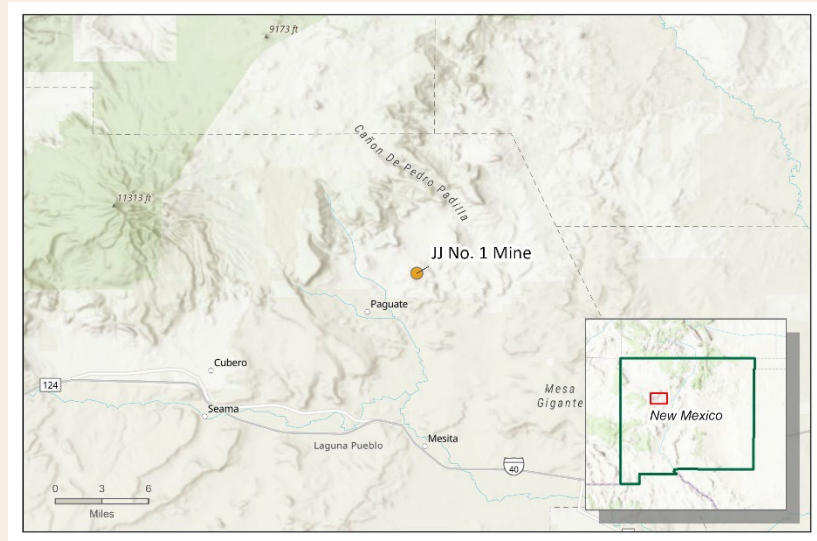 9173 ft
Cañon De Pedro Padilla
11313 ft
JJ No. 1 Mine
Paguate
Cubero
124
Mesa
Gigante
New Mexico
Seama
Mesita
Laguna Pueblo
40
0 3 6
Miles